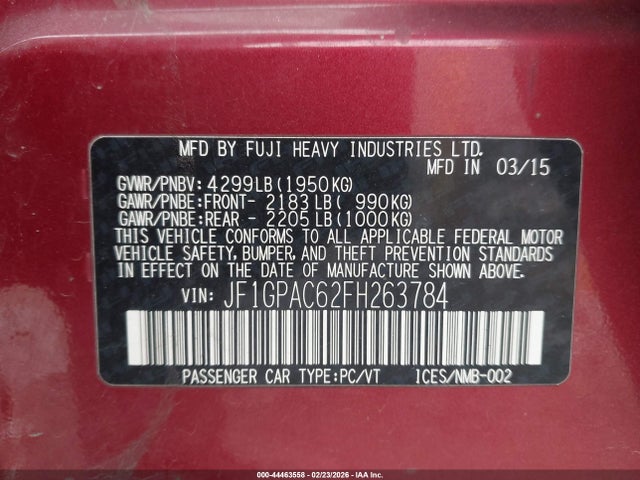 MFD BY FUJI HEAVY INDUSTRIES LTD.
MFD IN 03/15
GVWR/PNBV: 4299LB(1950KG)
GAWR/PNBE:FRONT- 2183LB( 990KG)
GAWR/PNBE:REAR - 2205LB(1000KG)
THIS VEHICLE CONFORMS TO ALL APPLICABLE FEDERAL MOTOR
VEHICLE SAFETY, BUMPER, AND THEFT PREVENTION STANDARDS
IN EFFECT ON THE DATE OF MANUFACTURE SHOWN ABOVE.
VIN: JF1GPAC62FH263784
PASSENGER CAR TYPE:PC/VT 1CES/NMB-002
000-44463558 - 02/23/2026 - IAA Inc.